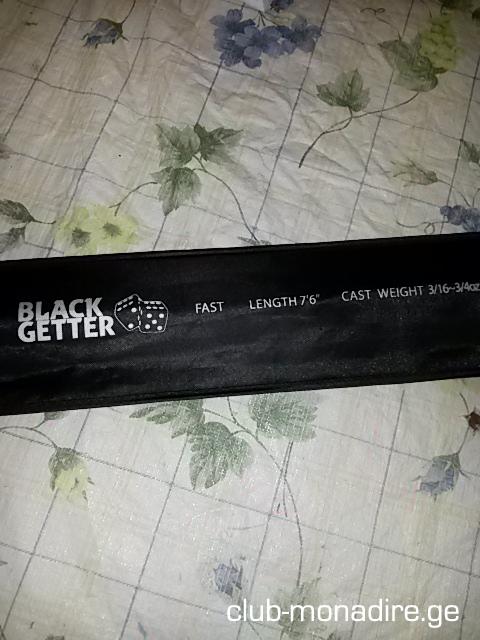 BLACK
GETTER
FAST LENGTH 7'6" CAST WEIGHT 3/16~3/4oz
club-monadire.ge